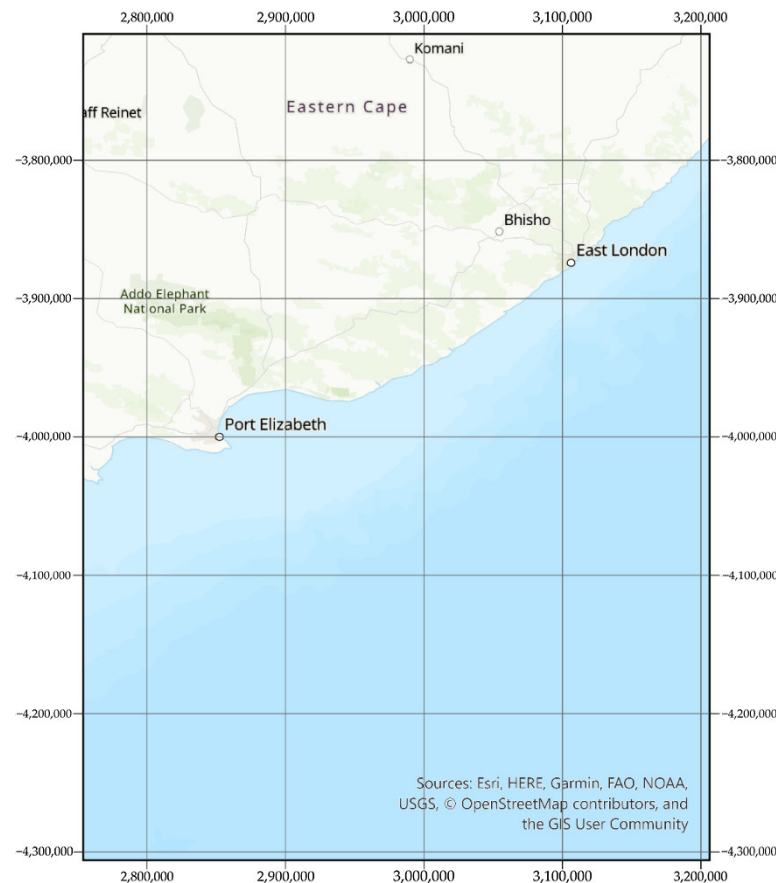 2,800,000 2,900,000 3,000,000 3,100,000 3,200,000
Komani
Eastern Cape
aff Reinet
−3,800,000 −3,800,000
Bhisho
East London
Addo Elephant
National Park
−3,900,000 −3,900,000
Port Elizabeth
−4,000,000 −4,000,000
−4,100,000 −4,100,000
−4,200,000 −4,200,000
Sources: Esri, HERE, Garmin, FAO, NOAA,
USGS, © OpenStreetMap contributors, and
the GIS User Community
−4,300,000 −4,300,000
2,800,000 2,900,000 3,000,000 3,100,000 3,200,000